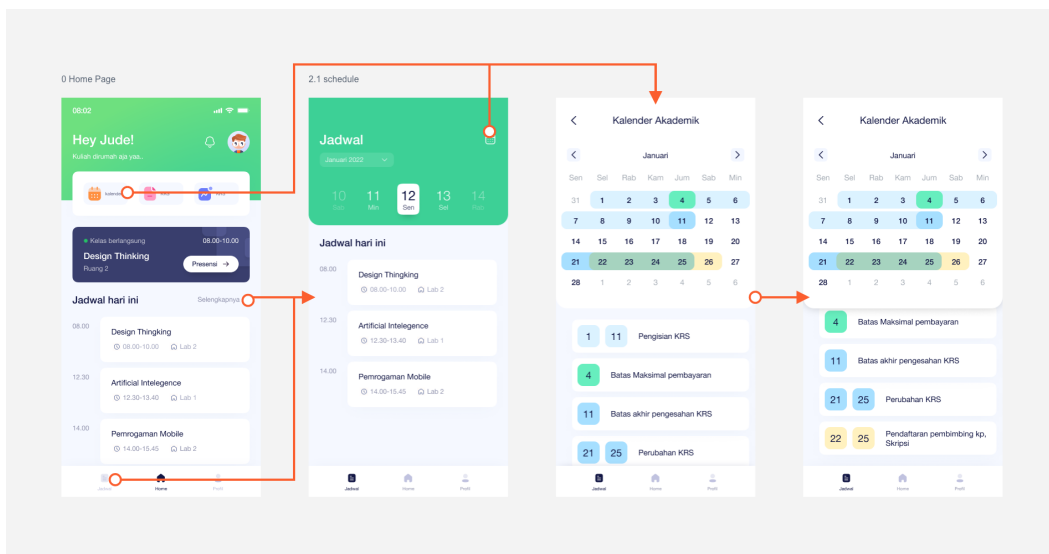 0 Home Page
06:02
Hey Jude!
Kuliah dirumah aja yaa..
Kelas berlangsung 08.00-10.00
Design Thinking
Ruang 2
Presensi →
Jadwal hari ini Selengkapnya
08.00
Design Thingking
08.00-10.00 Lab 2
12.30
Artificial Intelegence
12.30-13.40 Lab 1
14.00
Pemrogaman Mobile
14.00-15.45 Lab 2
Jadwal Home Profil
2.1 schedule
Jadwal
Januari 2022
10 11 12 13 14
Min Sen Sel
Jadwal hari ini
08.00
Design Thingking
08.00-10.00 Lab 2
12.30
Artificial Intelegence
12.30-13.40 Lab 1
14.00
Pemrogaman Mobile
14.00-15.45 Lab 2
Jadwal Home Profil
Kalender Akademik
Januari
Sen Sel Rab Kam Jum Sab Min
31 1 2 3 4 5 6
7 8 9 10 11 12 13
14 15 16 17 18 19 20
21 22 23 24 25 26 27
28 1 2 3 4 5 6
1 11 Pengisian KRS
4 Batas Maksimal pembayaran
11 Batas akhir pengesahan KRS
21 25 Perubahan KRS
Jadwal Home Profil
Kalender Akademik
Januari
Sen Sel Rab Kam Jum Sab Min
31 1 2 3 4 5 6
7 8 9 10 11 12 13
14 15 16 17 18 19 20
21 22 23 24 25 26 27
28 1 2 3 4 5 6
4 Batas Maksimal pembayaran
11 Batas akhir pengesahan KRS
21 25 Perubahan KRS
22 25 Pendaftaran pembimbing kp,
Skripsi
Jadwal Home Profil